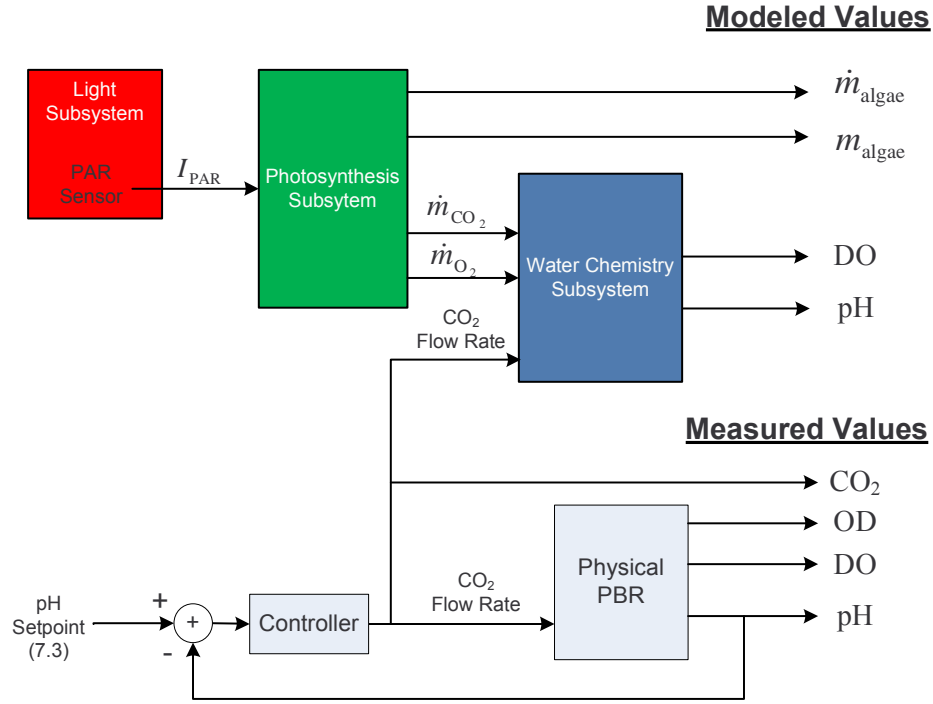 Modeled Values
Light
Subsystem
PAR
Sensor
I_PAR
Photosynthesis
Subsytem
ṁ_algae
m_algae
ṁ_CO₂
ṁ_O₂
Water Chemistry
Subsystem
DO
pH
CO₂
Flow Rate
Measured Values
CO₂
OD
DO
pH
Physical
PBR
CO₂
Flow Rate
pH
Setpoint
(7.3)
+
-
+
Controller